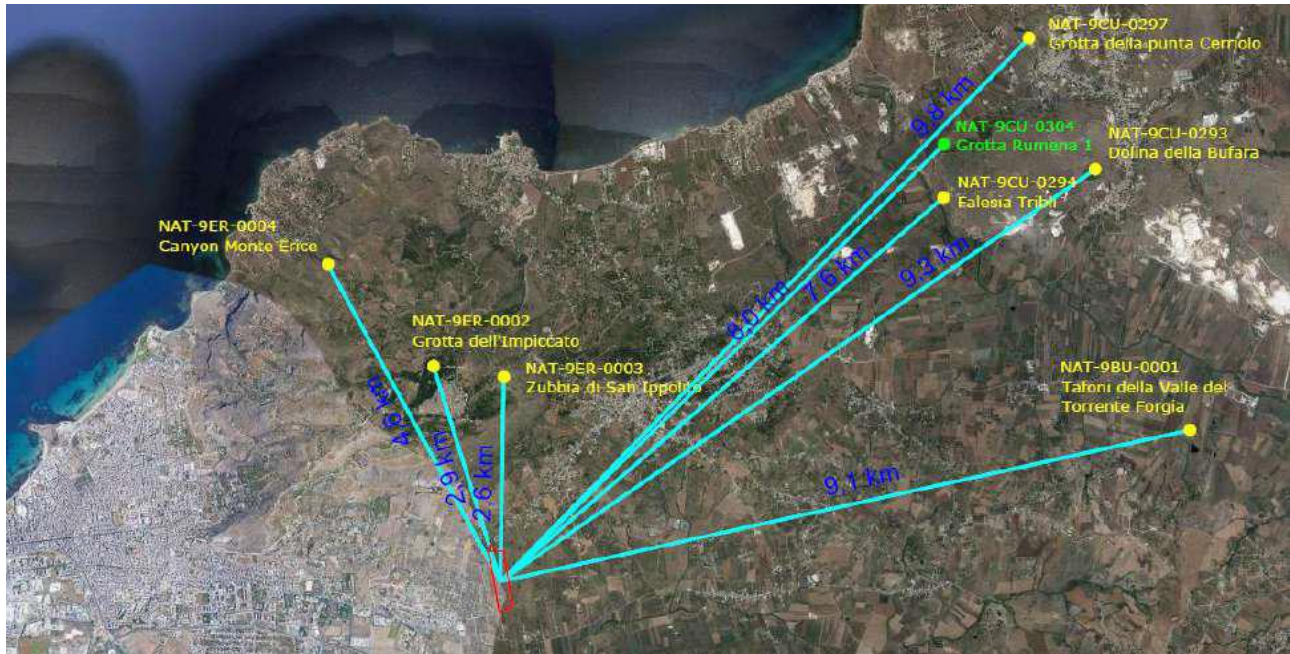 NAT-9CU-0297
Grotta della punta Cerriolo
9,8 km
NAT-9CU-0304
Grotta Rumena 1
NAT-9CU-0293
Dolina della Bufara
NAT-9CU-0294
Falesia Tribli
NAT-9ER-0004
Canyon Monte Erice
9.3 km
7.6 km
8,0 km
NAT-9ER-0002
Grotta dell'Impiccato
NAT-9ER-0003
Zubbia di San Ippolito
NAT-9BU-0001
Tafoni della Valle del
Torrente Forgia
4,6 km
2,9 km
2.6 km
9,1 km